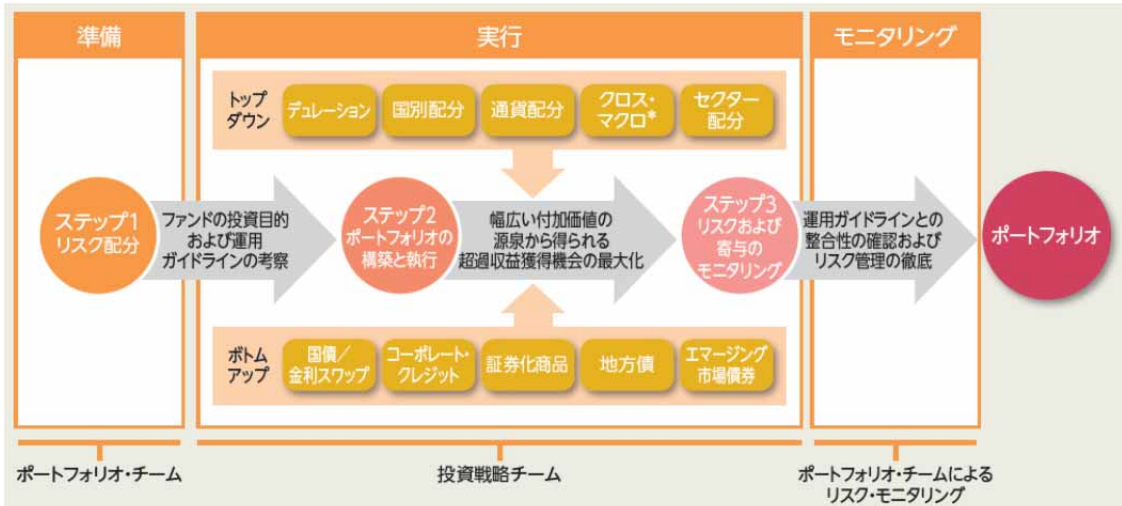 準備
実行
モニタリング
トップ
ダウン
デュレーション
国別配分
通貨配分
クロス・
マクロ*
セクター
配分
ステップ1
リスク配分
ファンドの投資目的
および運用
ガイドラインの考察
ステップ2
ポートフォリオの
構築と執行
幅広い付加価値の
源泉から得られる
超過収益獲得機会の最大化
ステップ3
リスクおよび
寄与の
モニタリング
運用ガイドラインとの
整合性の確認および
リスク管理の徹底
ポートフォリオ
ボトム
アップ
国債/
金利スワップ
コーポレート・
クレジット
証券化商品
地方債
エマージング
市場債券
ポートフォリオ・チーム
投資戦略チーム
ポートフォリオ・チームによる
リスク・モニタリング